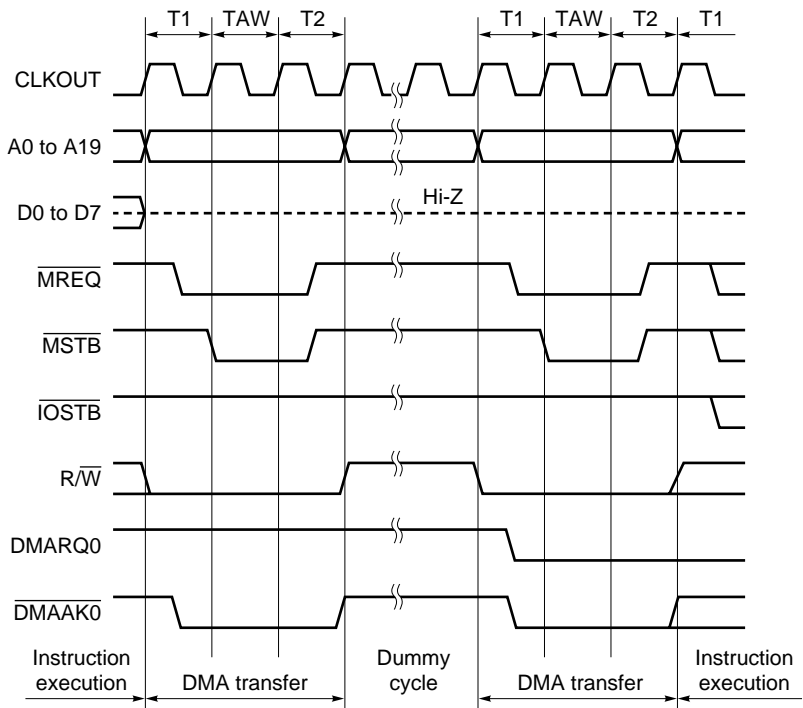 T1 TAW T2 T1 TAW T2 T1
CLKOUT
A0 to A19
Hi-Z
D0 to D7
MREQ
MSTB
IOSTB
R/W
DMARQ0
DMAAK0
Instruction execution
DMA transfer
Dummy cycle
DMA transfer
Instruction execution